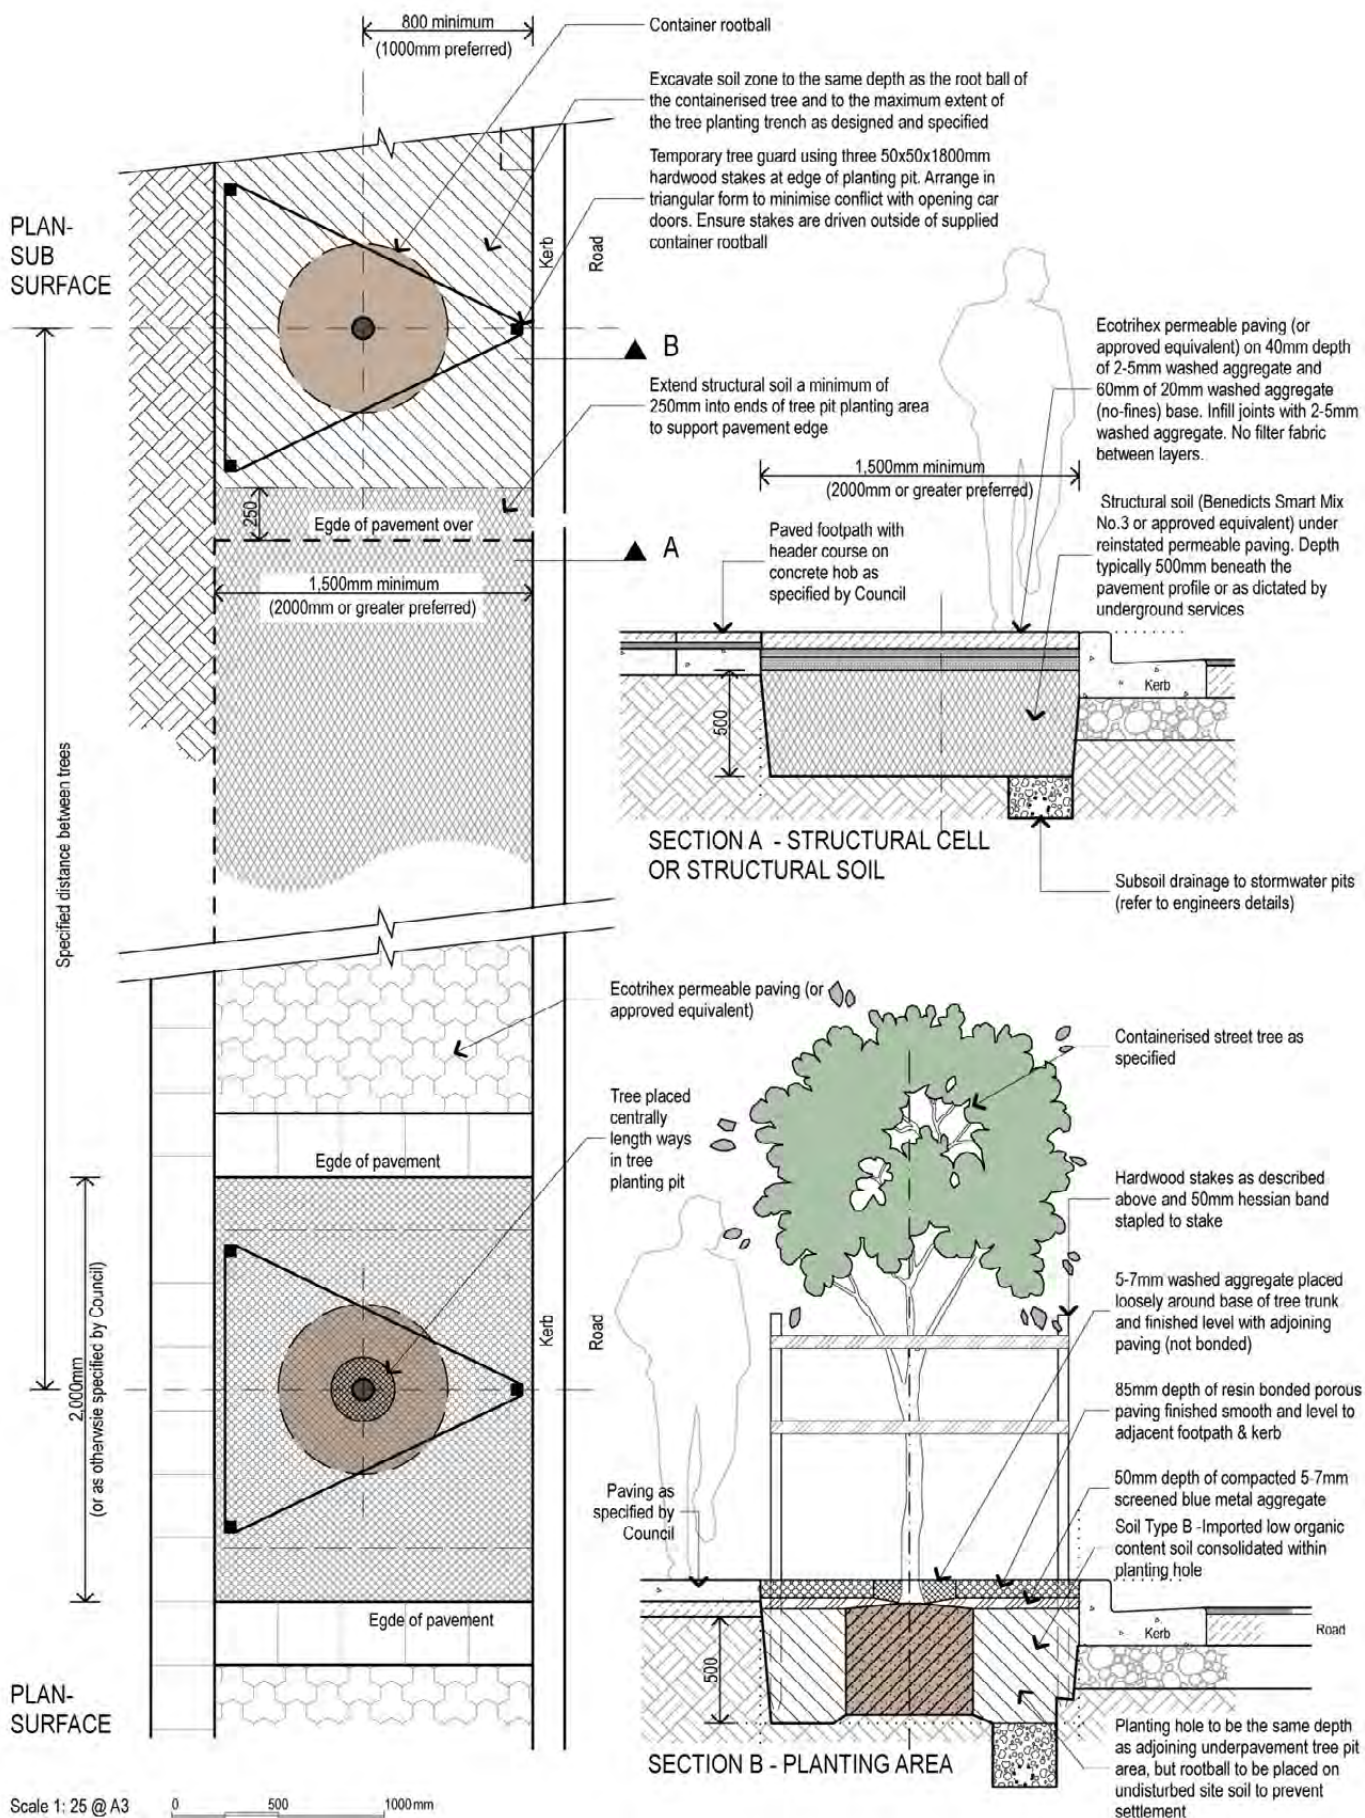 800 minimum
(1000mm preferred)
Container rootball
Excavate soil zone to the same depth as the root ball of
the containerised tree and to the maximum extent of
the tree planting trench as designed and specified
Temporary tree guard using three 50x50x1800mm
hardwood stakes at edge of planting pit. Arrange in
triangular form to minimise conflict with opening car
doors. Ensure stakes are driven outside of supplied
container rootball
PLAN-
SUB
SURFACE
Kerb
Road
B
Extend structural soil a minimum of
250mm into ends of tree pit planting area
to support pavement edge
250
Egde of pavement over
A
1,500mm minimum
(2000mm or greater preferred)
Specified distance between trees
Ecotrihex permeable paving (or
approved equivalent) on 40mm depth
of 2-5mm washed aggregate and
60mm of 20mm washed aggregate
(no-fines) base. Infill joints with 2-5mm
washed aggregate. No filter fabric
between layers.
1,500mm minimum
(2000mm or greater preferred)
Paved footpath with
header course on
concrete hob as
specified by Council
Structural soil (Benedicts Smart Mix
No.3 or approved equivalent) under
reinstated permeable paving. Depth
typically 500mm beneath the
pavement profile or as dictated by
underground services
Kerb
500
SECTION A - STRUCTURAL CELL
OR STRUCTURAL SOIL
Subsoil drainage to stormwater pits
(refer to engineers details)
Ecotrihex permeable paving (or
approved equivalent)
Containerised street tree as
specified
Tree placed
centrally
length ways
in tree
planting pit
Egde of pavement
Hardwood stakes as described
above and 50mm hessian band
stapled to stake
5-7mm washed aggregate placed
loosely around base of tree trunk
and finished level with adjoining
paving (not bonded)
Kerb
Road
2,000mm
(or as otherwsie specified by Council)
85mm depth of resin bonded porous
paving finished smooth and level to
adjacent footpath & kerb
50mm depth of compacted 5-7mm
screened blue metal aggregate
Paving as
specified by
Council
Soil Type B -Imported low organic
content soil consolidated within
planting hole
Egde of pavement
Kerb
Road
500
PLAN-
SURFACE
SECTION B - PLANTING AREA
Planting hole to be the same depth
as adjoining underpavement tree pit
area, but rootball to be placed on
undisturbed site soil to prevent
settlement
Scale 1: 25 @ A3
0 500 1000mm